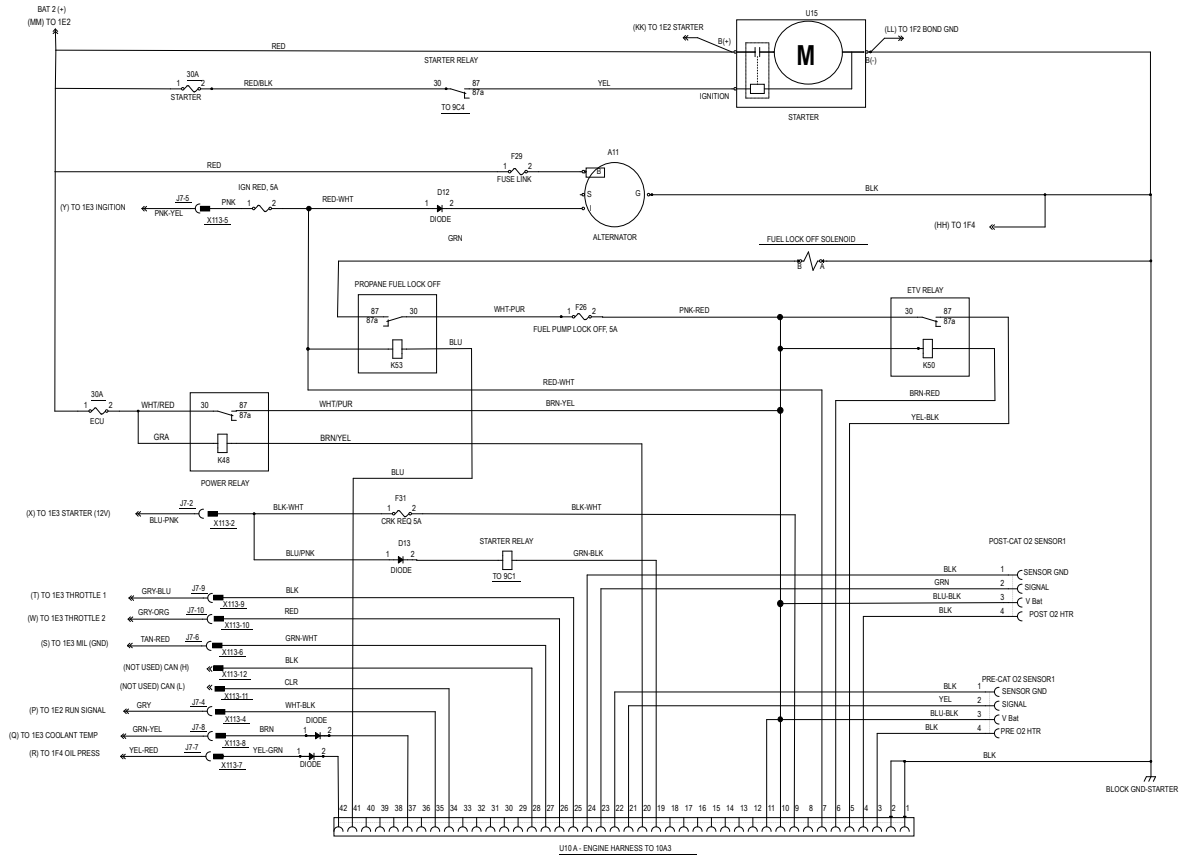 BAT 2 (+)
(MM) TO 1E2
RED
STARTER RELAY
30A
1 2
STARTER
RED/BLK
30 87
87a
TO 9C4
YEL
(KK) TO 1E2 STARTER
B(+)
IGNITION
U15
M
STARTER
(LL) TO 1F2 BOND GND
B(-)
RED
F29
1 2
FUSE LINK
A11
B
S
I
G
ALTERNATOR
BLK
(HH) TO 1F4
(Y) TO 1E3 INGITION
J7-5
PNK-YEL
X113-5
PNK
IGN RED, 5A
1 2
RED-WHT
D12
1 2
DIODE
GRN
FUEL LOCK OFF SOLENOID
B A
PROPANE FUEL LOCK OFF
87 30
87a
K53
BLU
WHT-PUR
F26
1 2
FUEL PUMP LOCK OFF, 5A
PNK-RED
ETV RELAY
30 87
87a
K50
RED-WHT
BRN-RED
YEL-BLK
30A
1 2
ECU
WHT/RED
GRA
30 87
87a
K48
POWER RELAY
WHT/PUR
BRN-YEL
BRN/YEL
BLU
(X) TO 1E3 STARTER (12V)
J7-2
BLU-PNK
X113-2
BLK-WHT
F31
1 2
CRK REQ 5A
BLK-WHT
BLU/PNK
D13
1 2
DIODE
STARTER RELAY
TO 9C1
GRN-BLK
POST-CAT O2 SENSOR1
BLK 1 SENSOR GND
GRN 2 SIGNAL
BLU-BLK 3 V Bat
BLK 4 POST O2 HTR
(T) TO 1E3 THROTTLE 1
GRY-BLU
J7-9
X113-9
BLK
(W) TO 1E3 THROTTLE 2
GRY-ORG
J7-10
X113-10
RED
(S) TO 1E3 MIL (GND)
TAN-RED
J7-6
X113-6
GRN-WHT
(NOT USED) CAN (H)
X113-12
BLK
(NOT USED) CAN (L)
X113-11
CLR
(P) TO 1E2 RUN SIGNAL
GRY
J7-4
X113-4
WHT-BLK
(Q) TO 1E3 COOLANT TEMP
GRN-YEL
J7-8
X113-8
BRN
DIODE
1 2
(R) TO 1F4 OIL PRESS
YEL-RED
J7-7
X113-7
YEL-GRN
1 2
DIODE
PRE-CAT O2 SENSOR1
BLK 1 SENSOR GND
YEL 2 SIGNAL
BLU-BLK 3 V Bat
BLK 4 PRE O2 HTR
BLK
BLOCK GND-STARTER
42 41 40 39 38 37 36 35 34 33 32 31 30 29 28 27 26 25 24 23 22 21 20 19 18 17 16 15 14 13 12 11 10 9 8 7 6 5 4 3 2 1
U10 A - ENGINE HARNESS TO 10A3